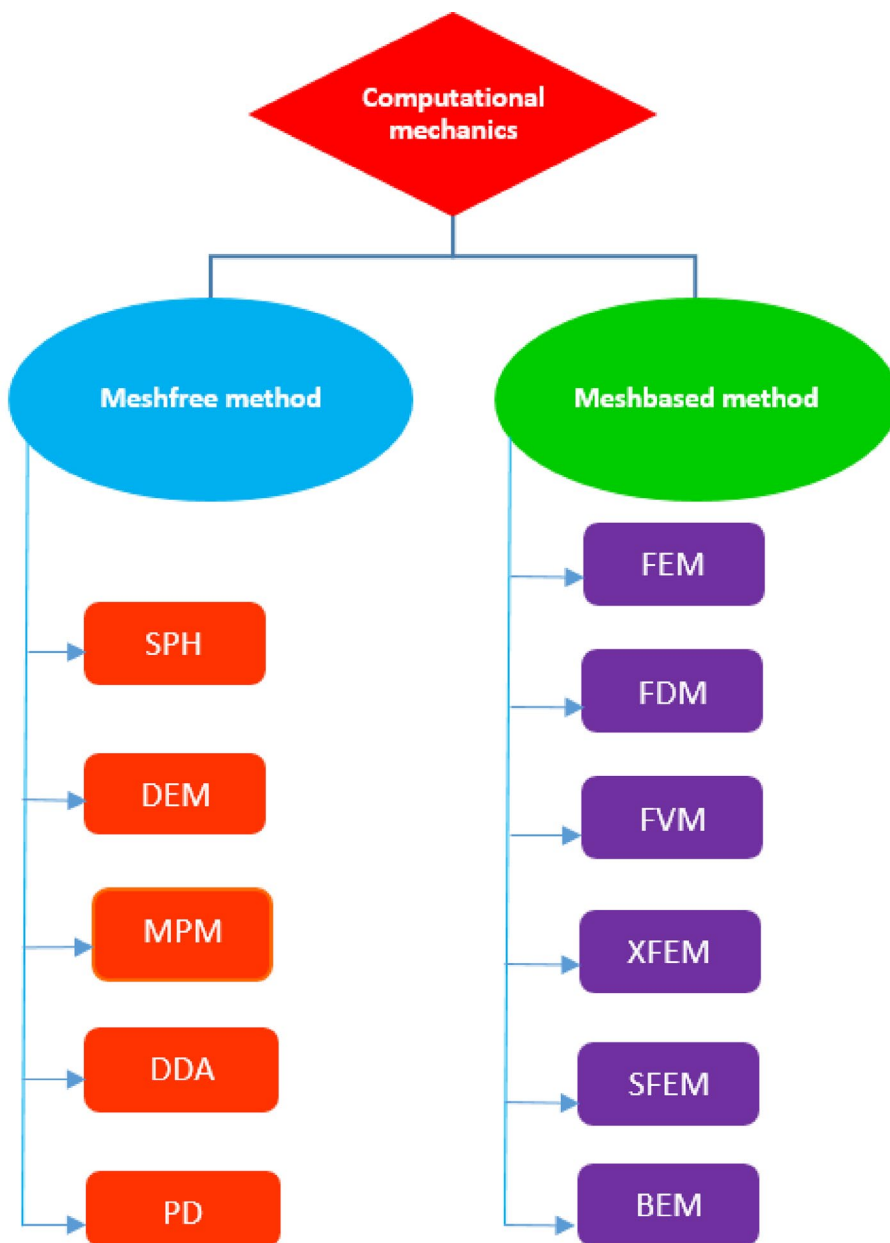 Computational
mechanics
Meshfree method
Meshbased method
SPH
DEM
MPM
DDA
PD
FEM
FDM
FVM
XFEM
SFEM
BEM